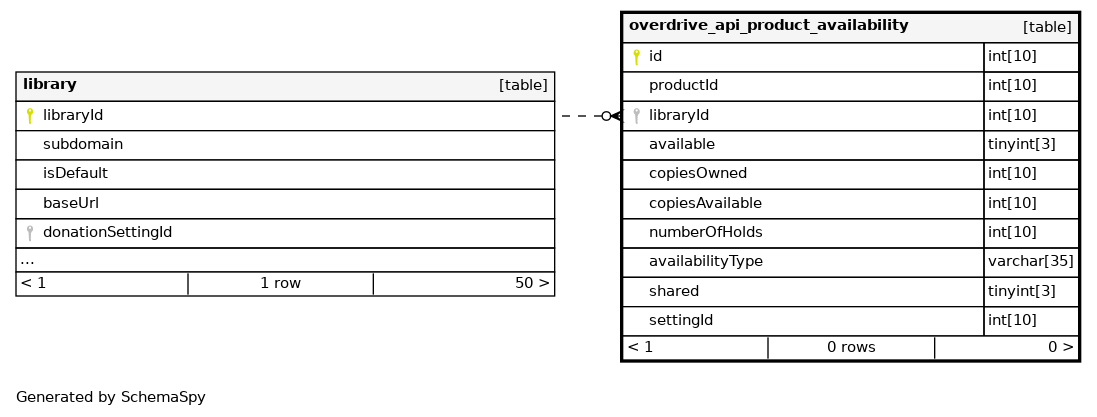 library [table]
libraryId
subdomain
isDefault
baseUrl
donationSettingId
...
< 1 1 row 50 >
overdrive_api_product_availability [table]
id int[10]
productId int[10]
libraryId int[10]
available tinyint[3]
copiesOwned int[10]
copiesAvailable int[10]
numberOfHolds int[10]
availabilityType varchar[35]
shared tinyint[3]
settingId int[10]
< 1 0 rows 0 >
Generated by SchemaSpy